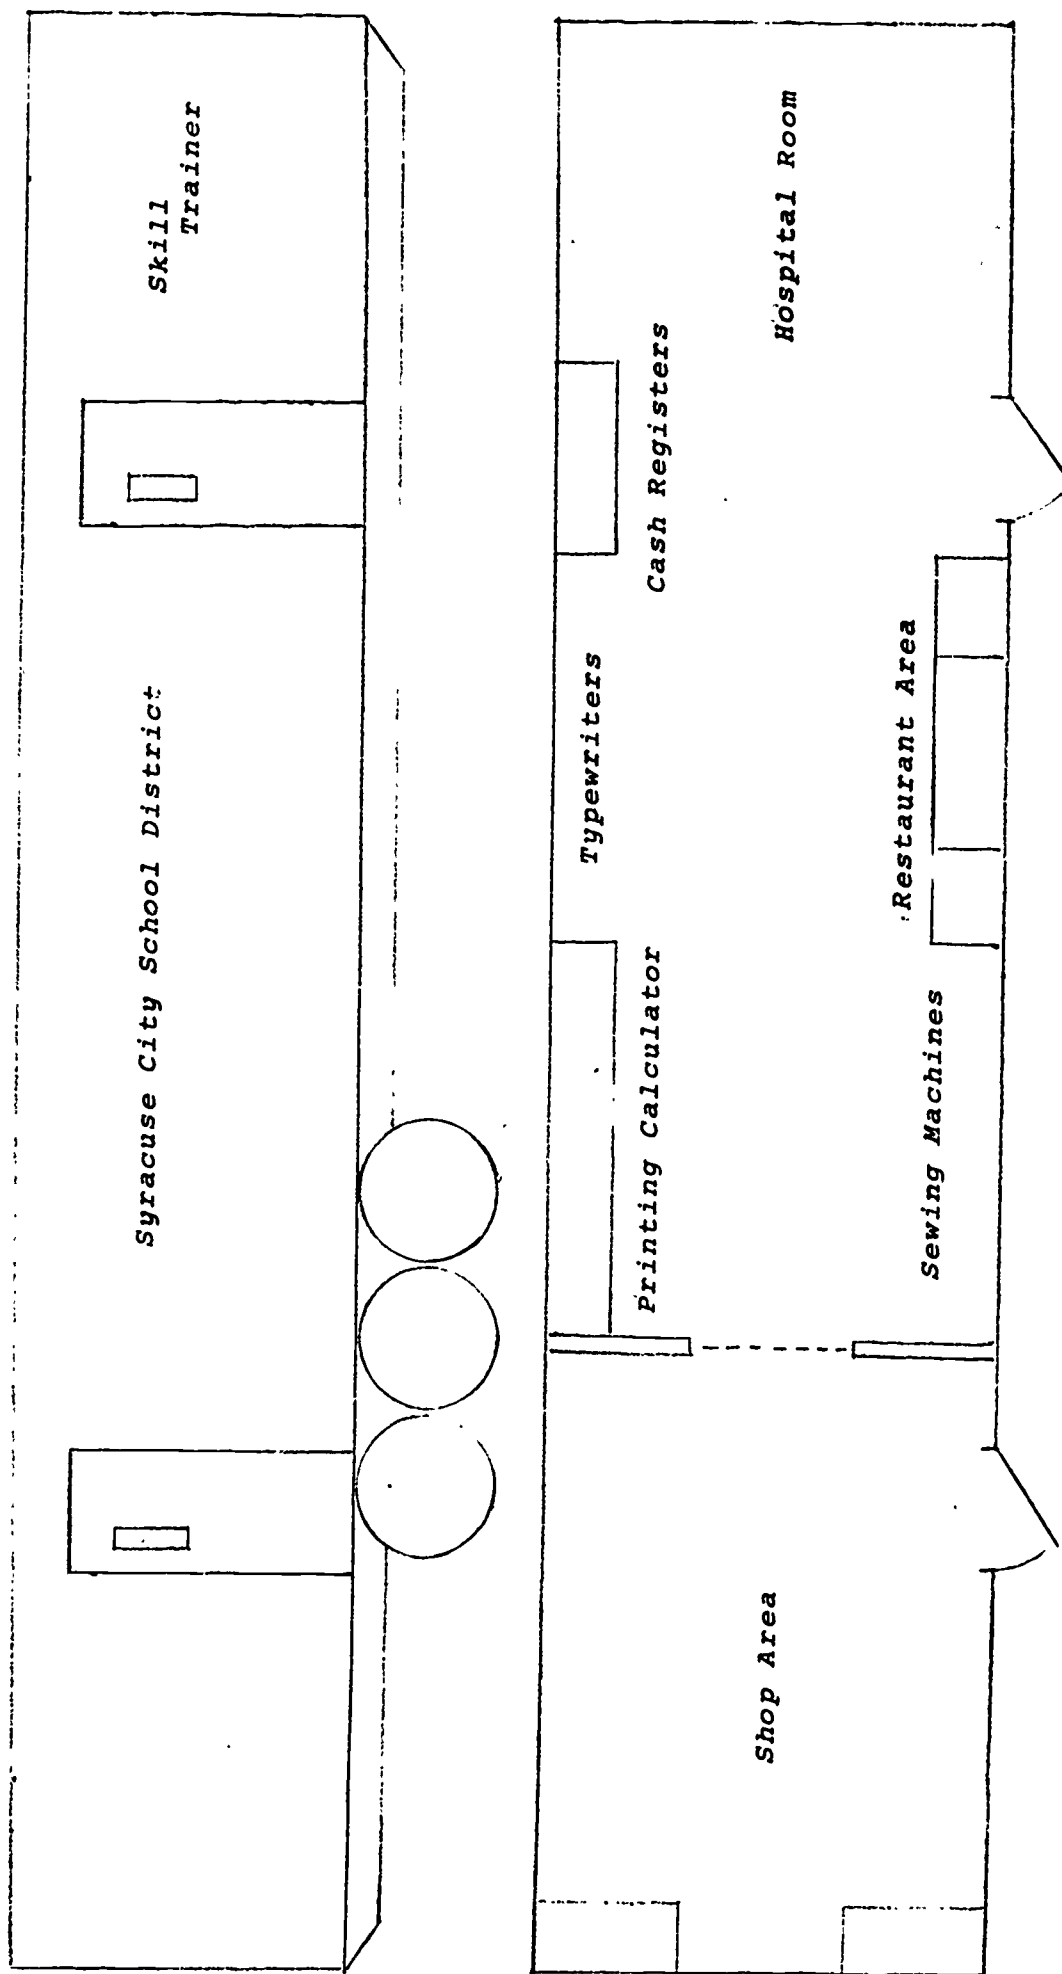 Syracuse City School District
Skill
Trainer
Printing Calculator
Typewriters
Cash Registers
Hospital Room
Shop Area
Sewing Machines
Restaurant Area